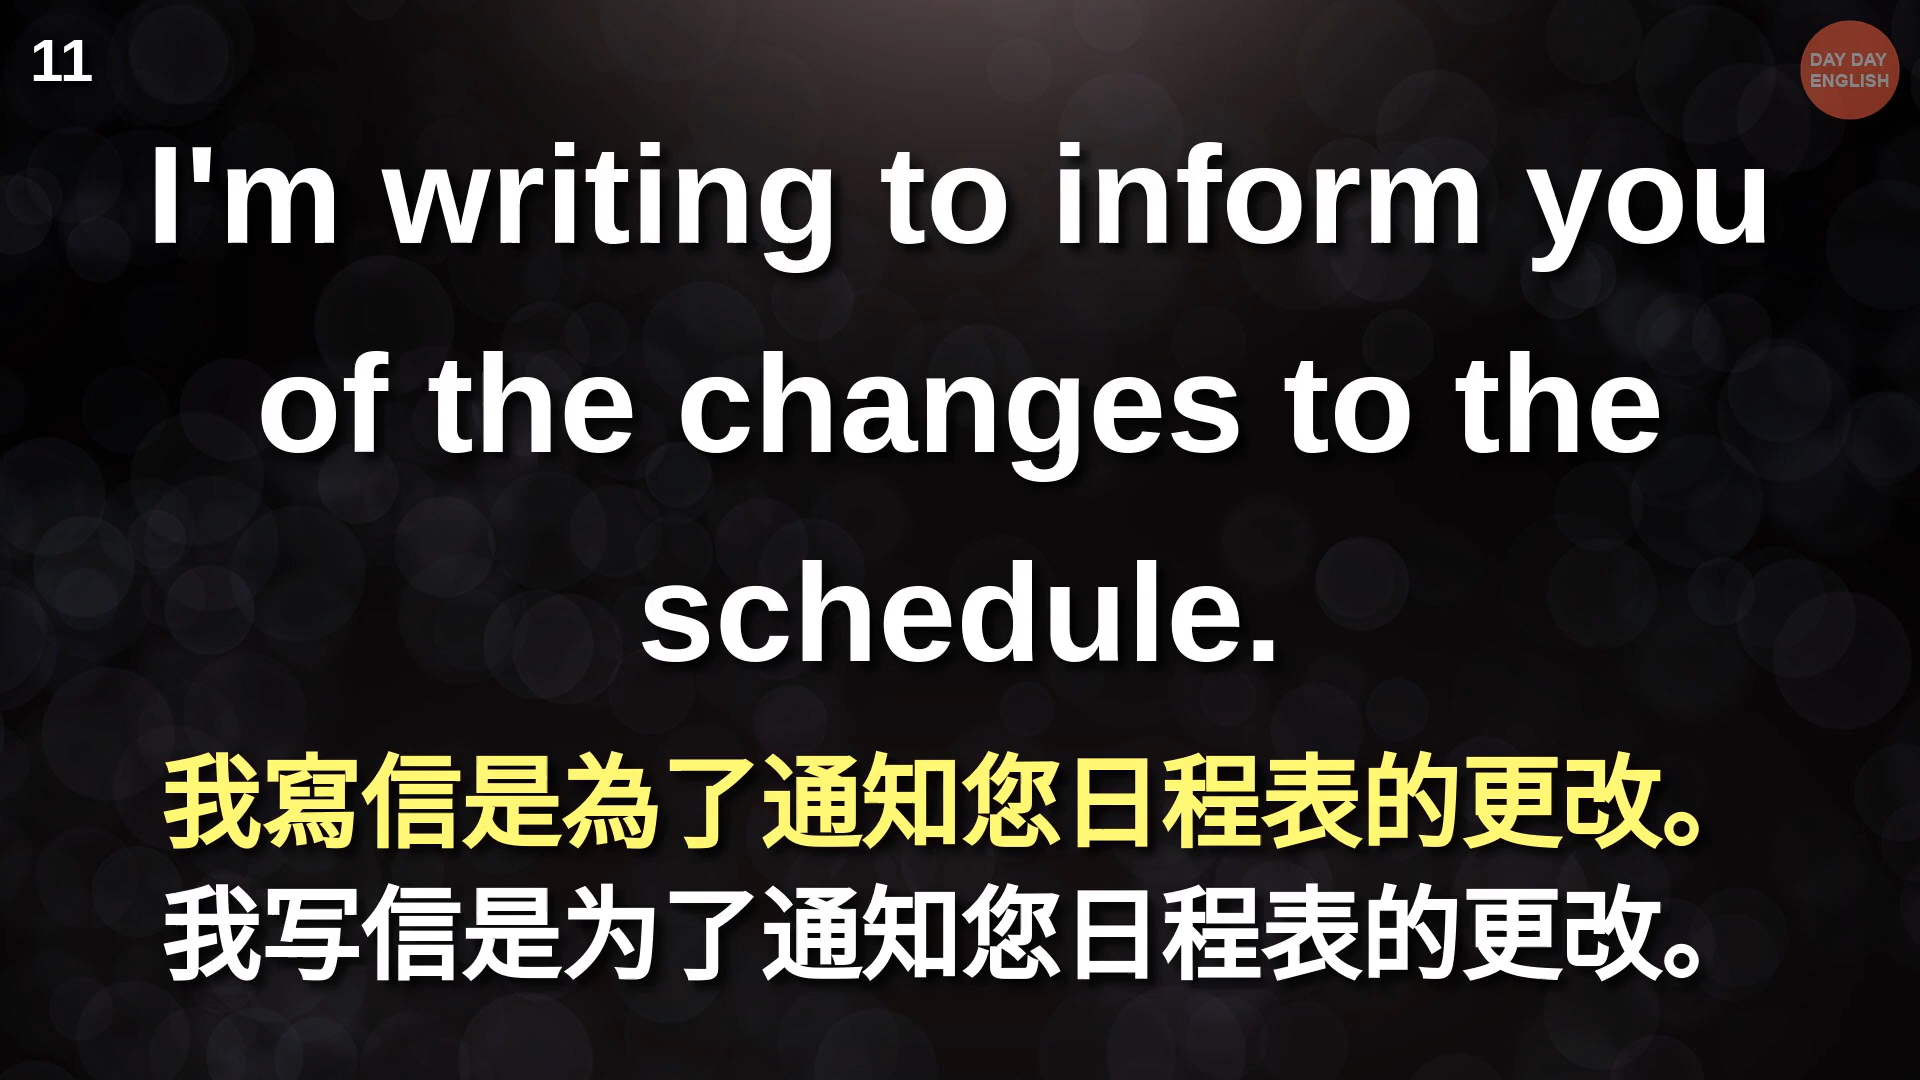 11
DAY DAY
ENGLISH
I'm writing to inform you
of the changes to the
schedule.
我寫信是為了通知您日程表的更改。
我写信是为了通知您日程表的更改。